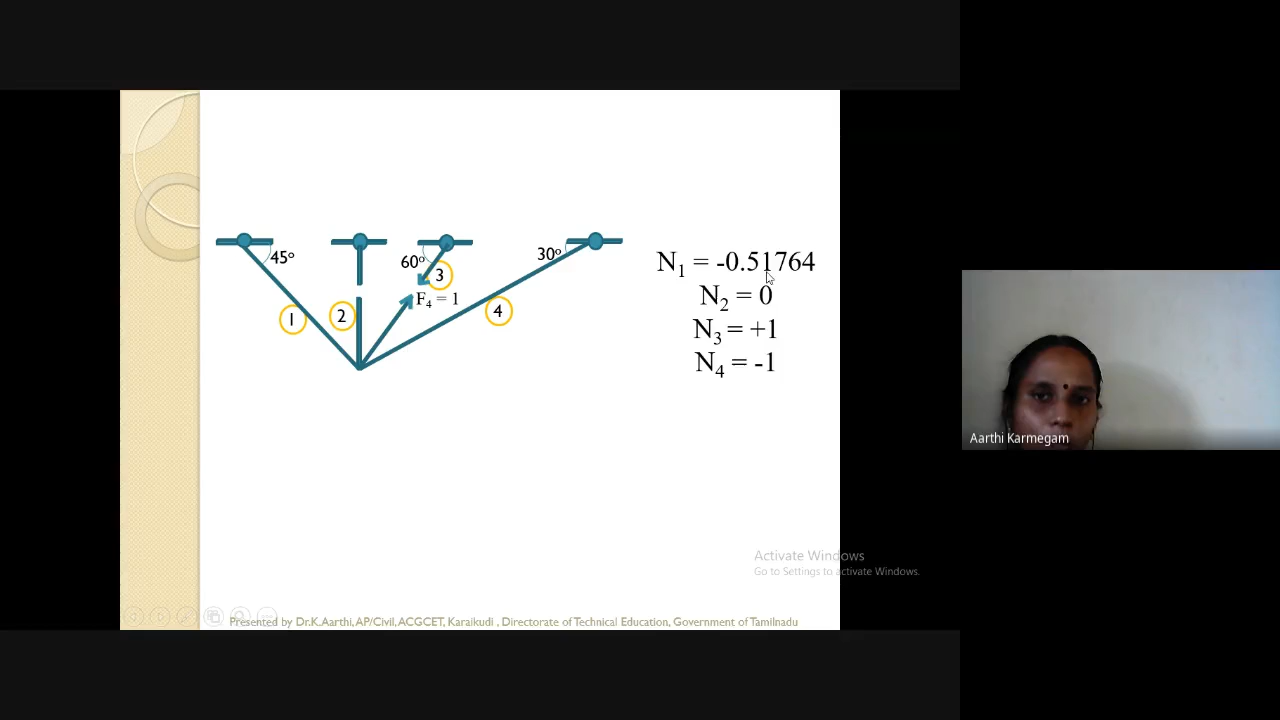 45º
60º
30º
3
F4 = 1
1
2
4
N1 = -0.51764
N2 = 0
N3 = +1
N4 = -1
Aarthi Karmegam
Activate Windows
Go to Settings to activate Windows.
Presented by Dr.K.Aarthi, AP/Civil, ACGCET, Karaikudi , Directorate of Technical Education, Government of Tamilnadu